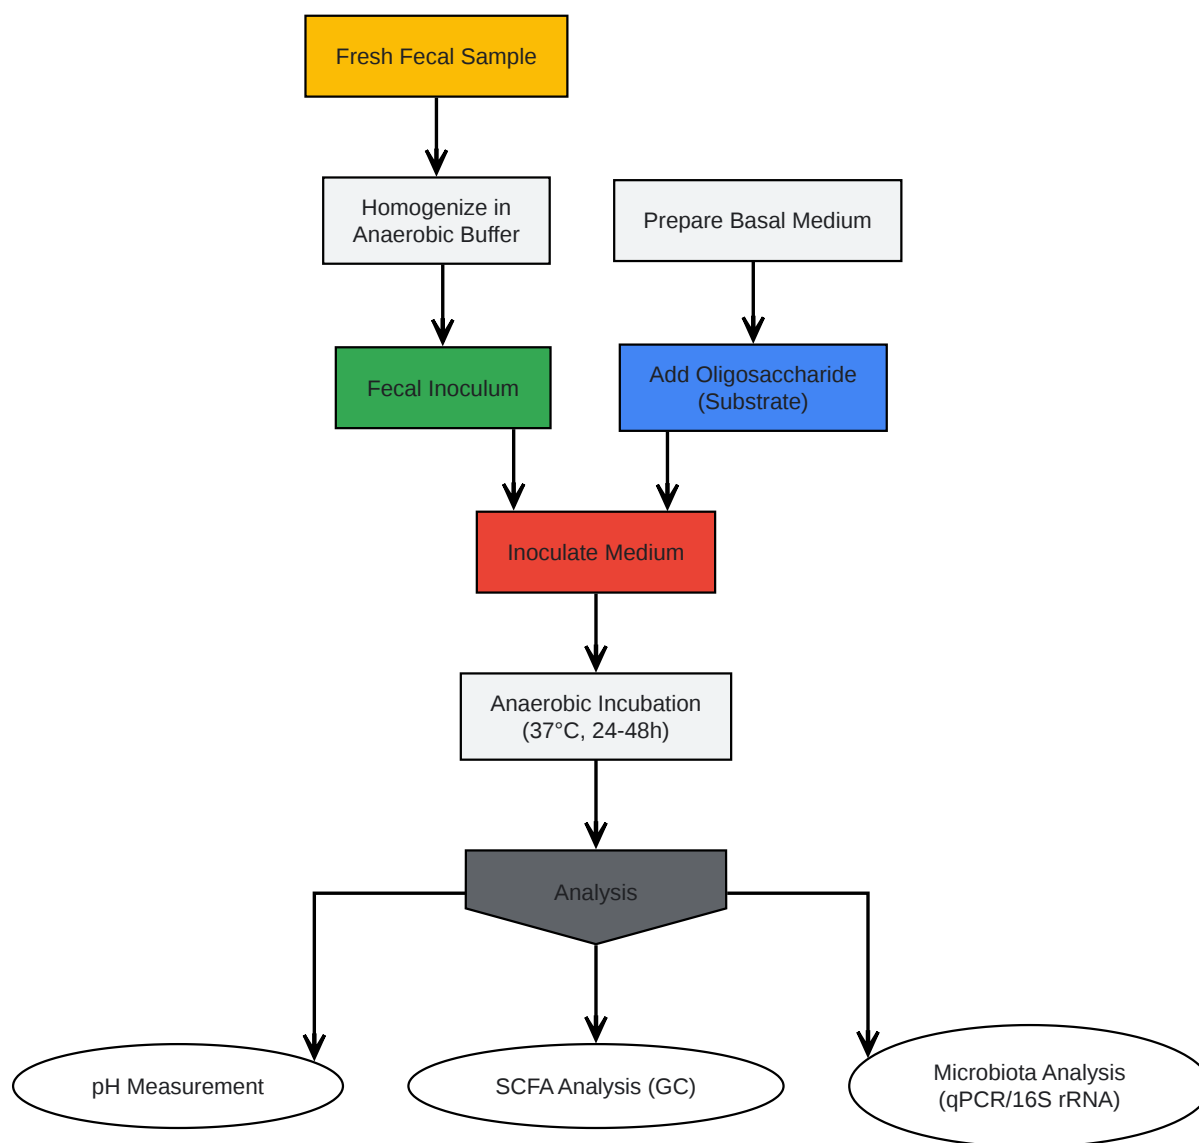 Fresh Fecal Sample
Homogenize in
Anaerobic Buffer
Prepare Basal Medium
Fecal Inoculum
Add Oligosaccharide
(Substrate)
Inoculate Medium
Anaerobic Incubation
(37°C, 24-48h)
Analysis
pH Measurement
SCFA Analysis (GC)
Microbiota Analysis
(qPCR/16S rRNA)